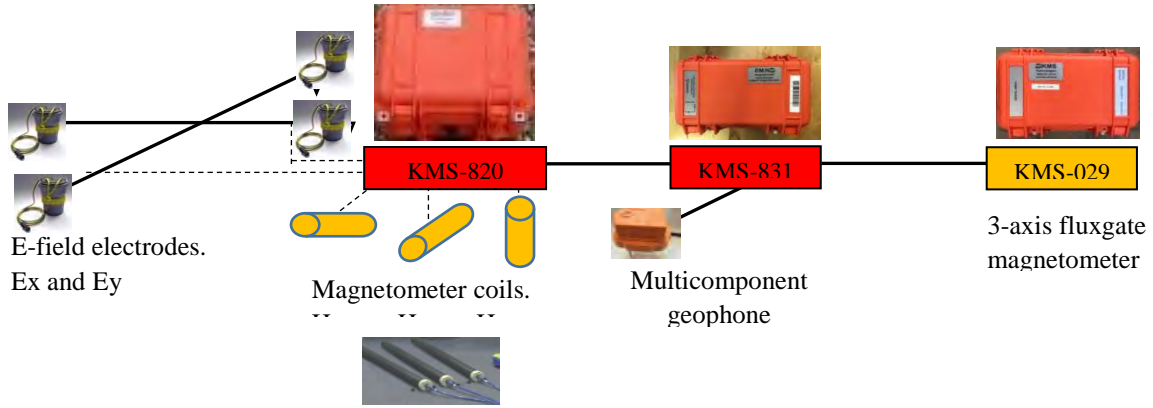 KMS-820
KMS-831
KMS-029
E-field electrodes.
Ex and Ey
Magnetometer coils.
Multicomponent
geophone
3-axis fluxgate
magnetometer
KMS